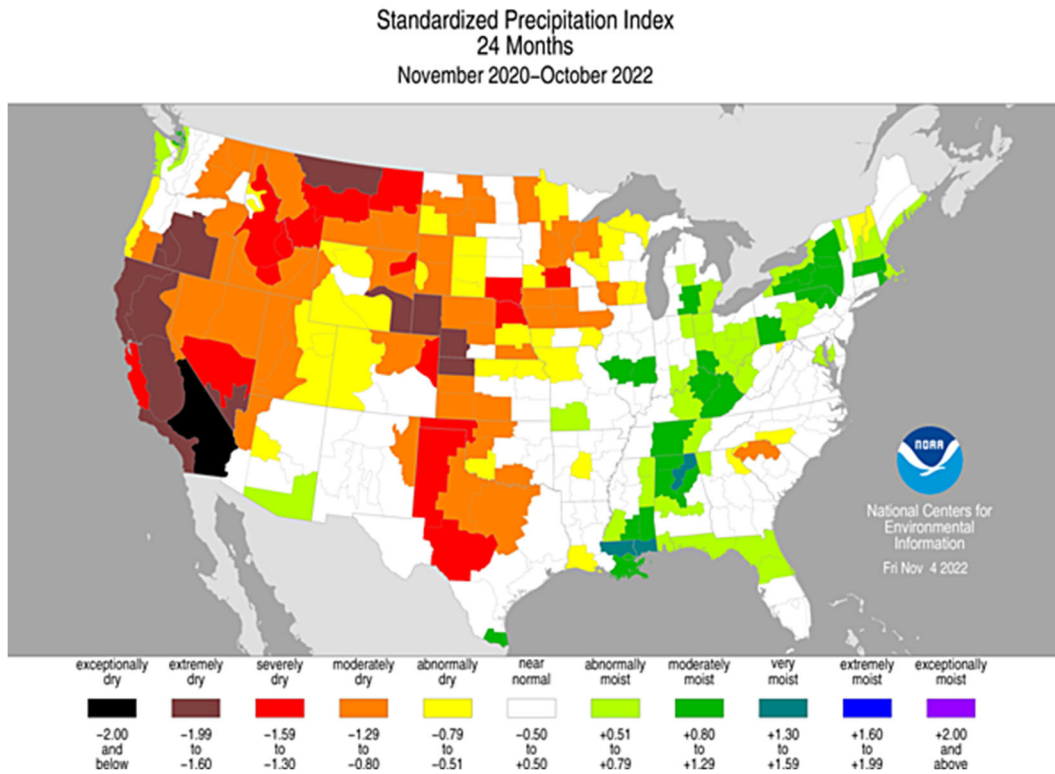 Standardized Precipitation Index
24 Months
November 2020–October 2022
NOAA
National Centers for
Environmental
Information
Fri Nov 4 2022
exceptionally dry
extremely dry
severely dry
moderately dry
abnormally dry
near normal
abnormally moist
moderately moist
very moist
extremely moist
exceptionally moist
−2.00 and below
−1.99 to −1.60
−1.59 to −1.30
−1.29 to −0.80
−0.79 to −0.51
−0.50 to +0.50
+0.51 to +0.79
+0.80 to +1.29
+1.30 to +1.59
+1.60 to +1.99
+2.00 and above